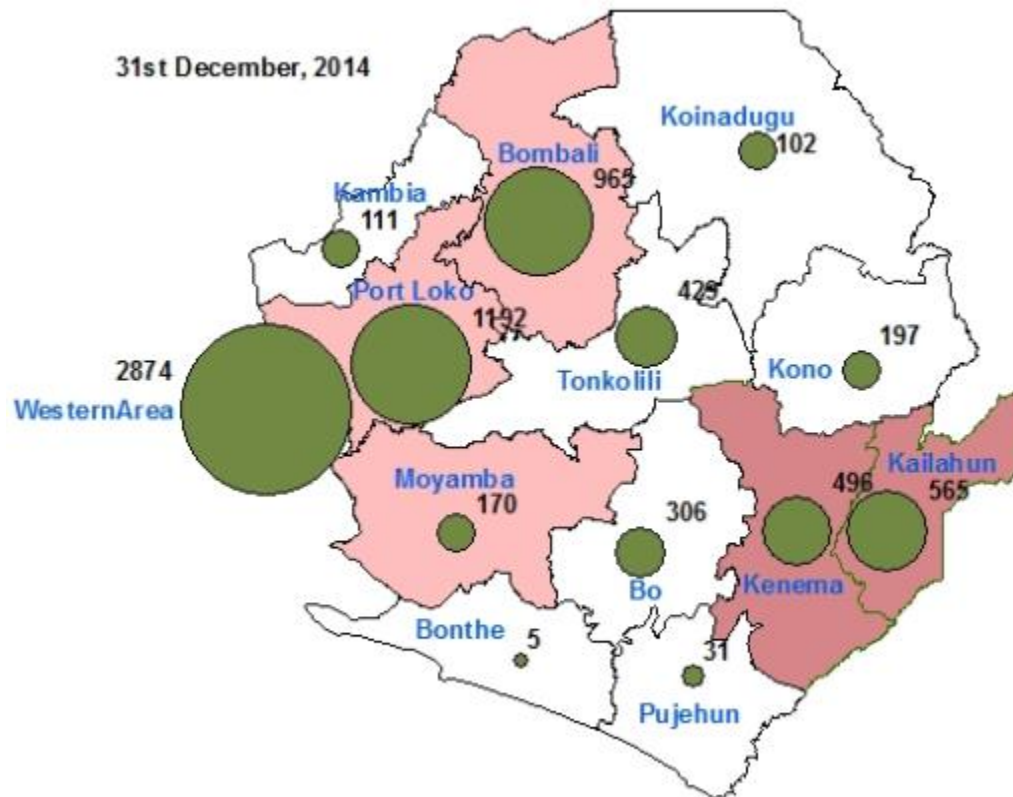 31st December, 2014
Koinadugu
102
Bombali
965
Kambia
111
Port Loko
1192
429
Tonkolili
197
Kono
2874
WesternArea
Moyamba
170
306
Bo
496
Kenema
Kailahun
565
Bonthe
5
31
Pujehun